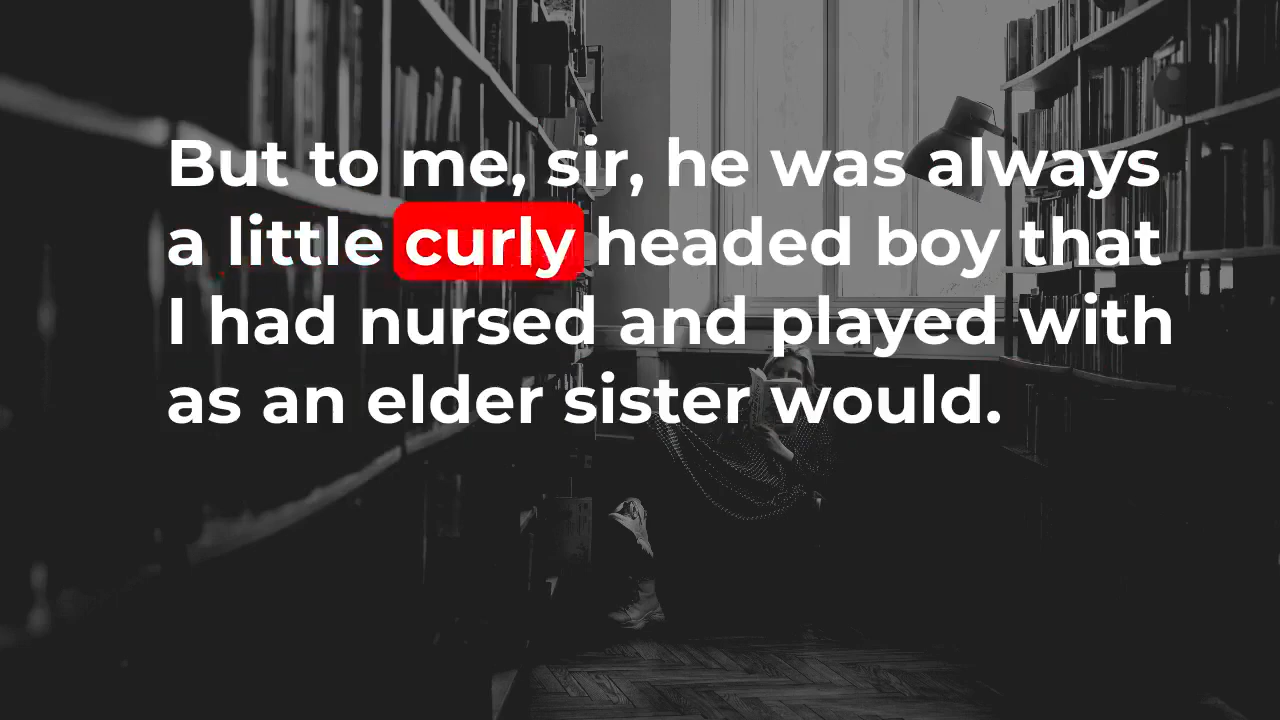 But to me, sir, he was always
a little curly headed boy that
I had nursed and played with
as an elder sister would.